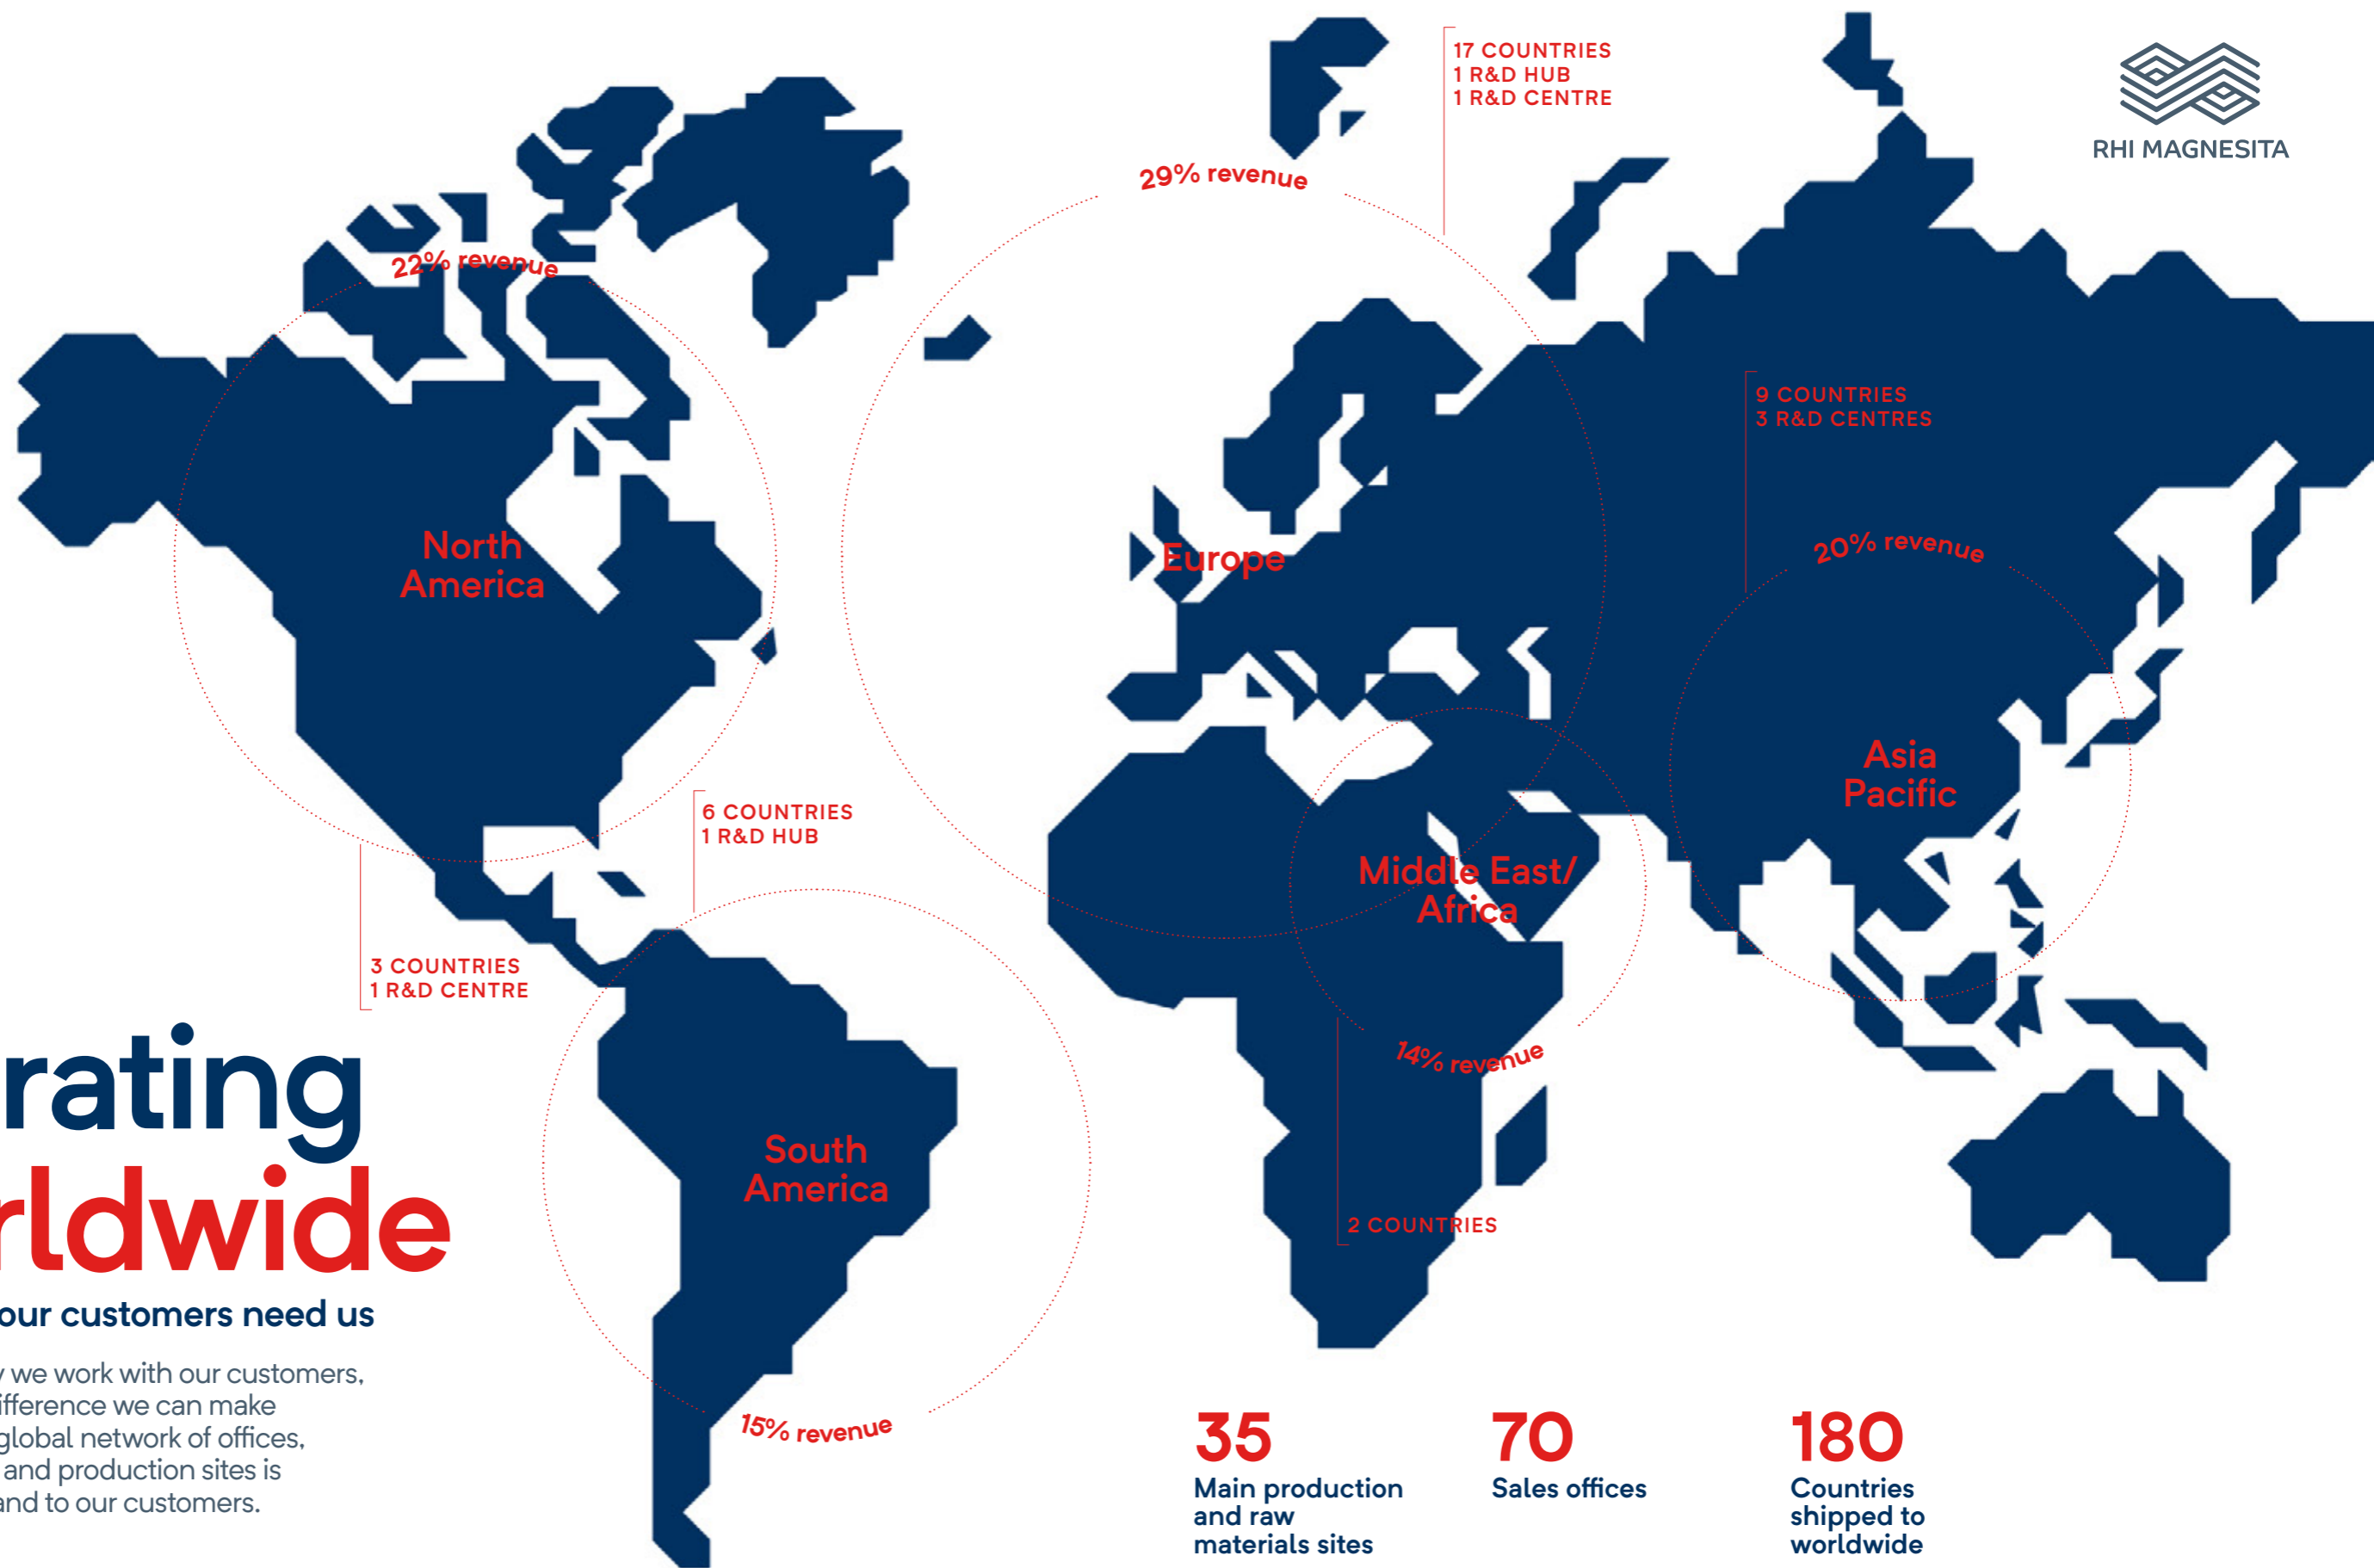 17 COUNTRIES
1 R&D HUB
1 R&D CENTRE
RHI MAGNESITA
29% revenue
22% revenue
9 COUNTRIES
3 R&D CENTRES
20% revenue
North
America
Europe
Asia
Pacific
6 COUNTRIES
1 R&D HUB
Middle East/
Africa
3 COUNTRIES
1 R&D CENTRE
14% revenue
South
America
2 COUNTRIES
15% revenue
rating
rldwide
our customers need us
we work with our customers,
ifference we can make
global network of offices,
and production sites is
and to our customers.
35
Main production
and raw
materials sites
70
Sales offices
180
Countries
shipped to
worldwide